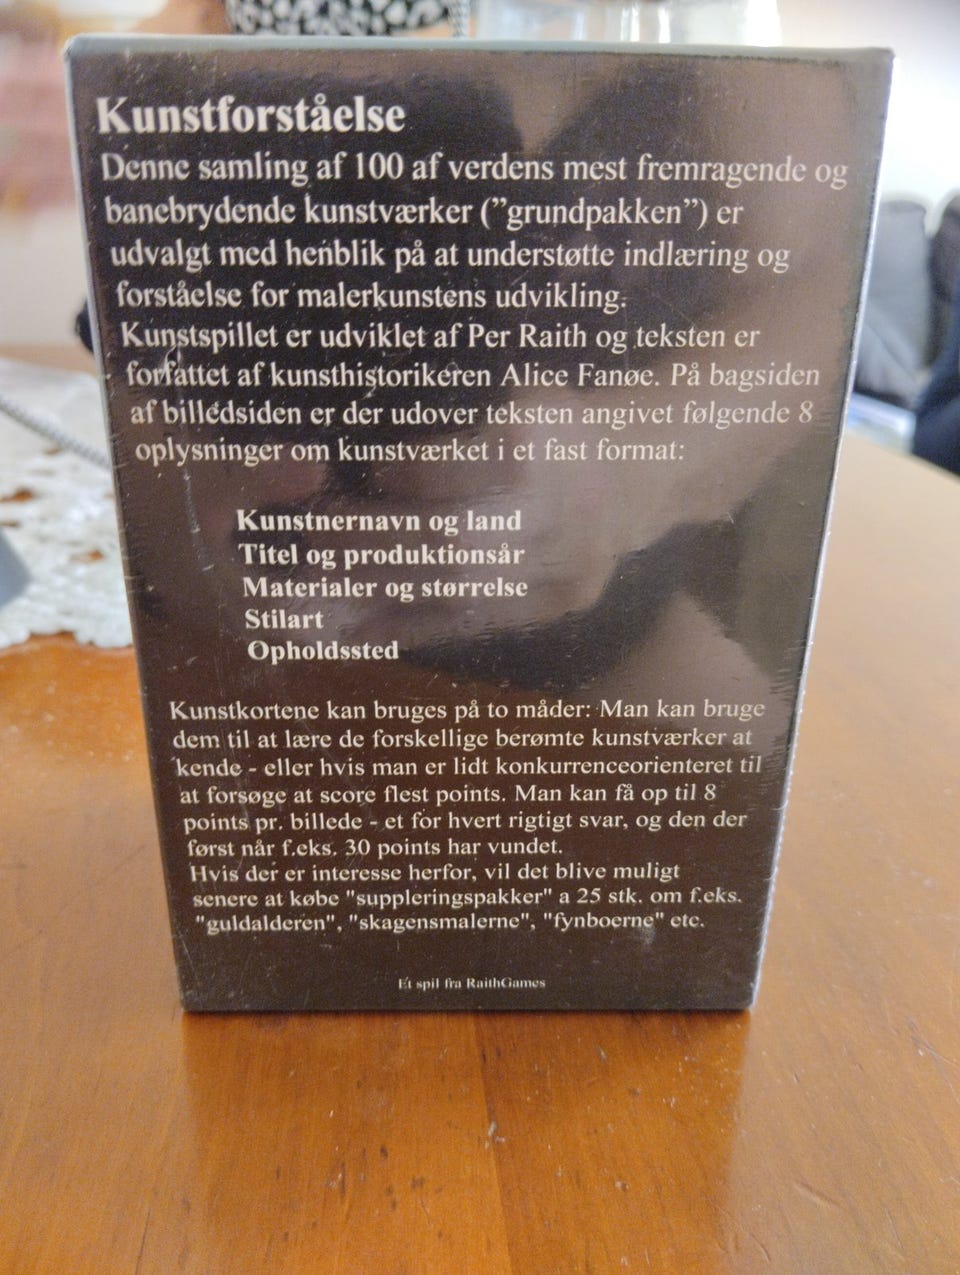 Kunstforståelse
Denne samling af 100 af verdens mest fremragende og
banebrydende kunstværker (”grundpakken”) er
udvalgt med henblik på at understøtte indlæring og
forståelse for malerkunstens udvikling.
Kunstspillet er udviklet af Per Raith og teksten er
forfattet af kunsthistorikeren Alice Fanøe. På bagsiden
af billedsiden er der udover teksten angivet følgende 8
oplysninger om kunstværket i et fast format:
Kunstnernavn og land
Titel og produktionsår
Materialer og størrelse
Stilart
Opholdssted
Kunstkortene kan bruges på to måder: Man kan bruge
dem til at lære de forskellige berømte kunstværker at
kende - eller hvis man er lidt konkurrenceorienteret til
at forsøge at score flest points. Man kan få op til 8
points pr. billede - et for hvert rigtigt svar, og den der
først når f.eks. 30 points har vundet.
Hvis der er interesse herfor, vil det blive muligt
senere at købe "suppleringspakker" a 25 stk. om f.eks.
"guldalderen", "skagensmalerne", "fynboerne" etc.
Et spil fra RaithGames